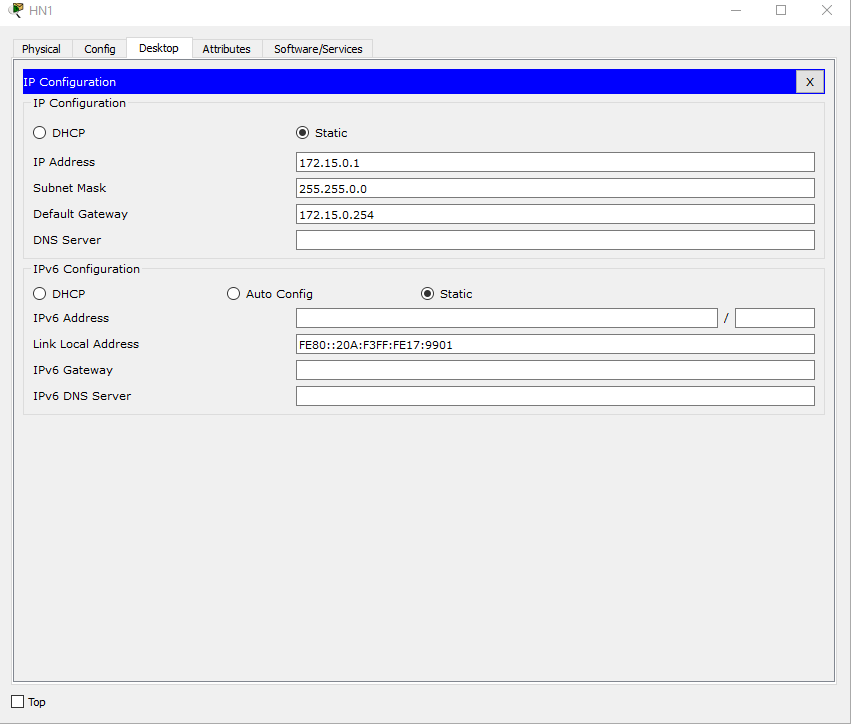 HN1
Physical Config Desktop Attributes Software/Services
IP Configuration X
IP Configuration
DHCP Static
IP Address 172.15.0.1
Subnet Mask 255.255.0.0
Default Gateway 172.15.0.254
DNS Server
IPv6 Configuration
DHCP Auto Config Static
IPv6 Address /
Link Local Address FE80::20A:F3FF:FE17:9901
IPv6 Gateway
IPv6 DNS Server
Top